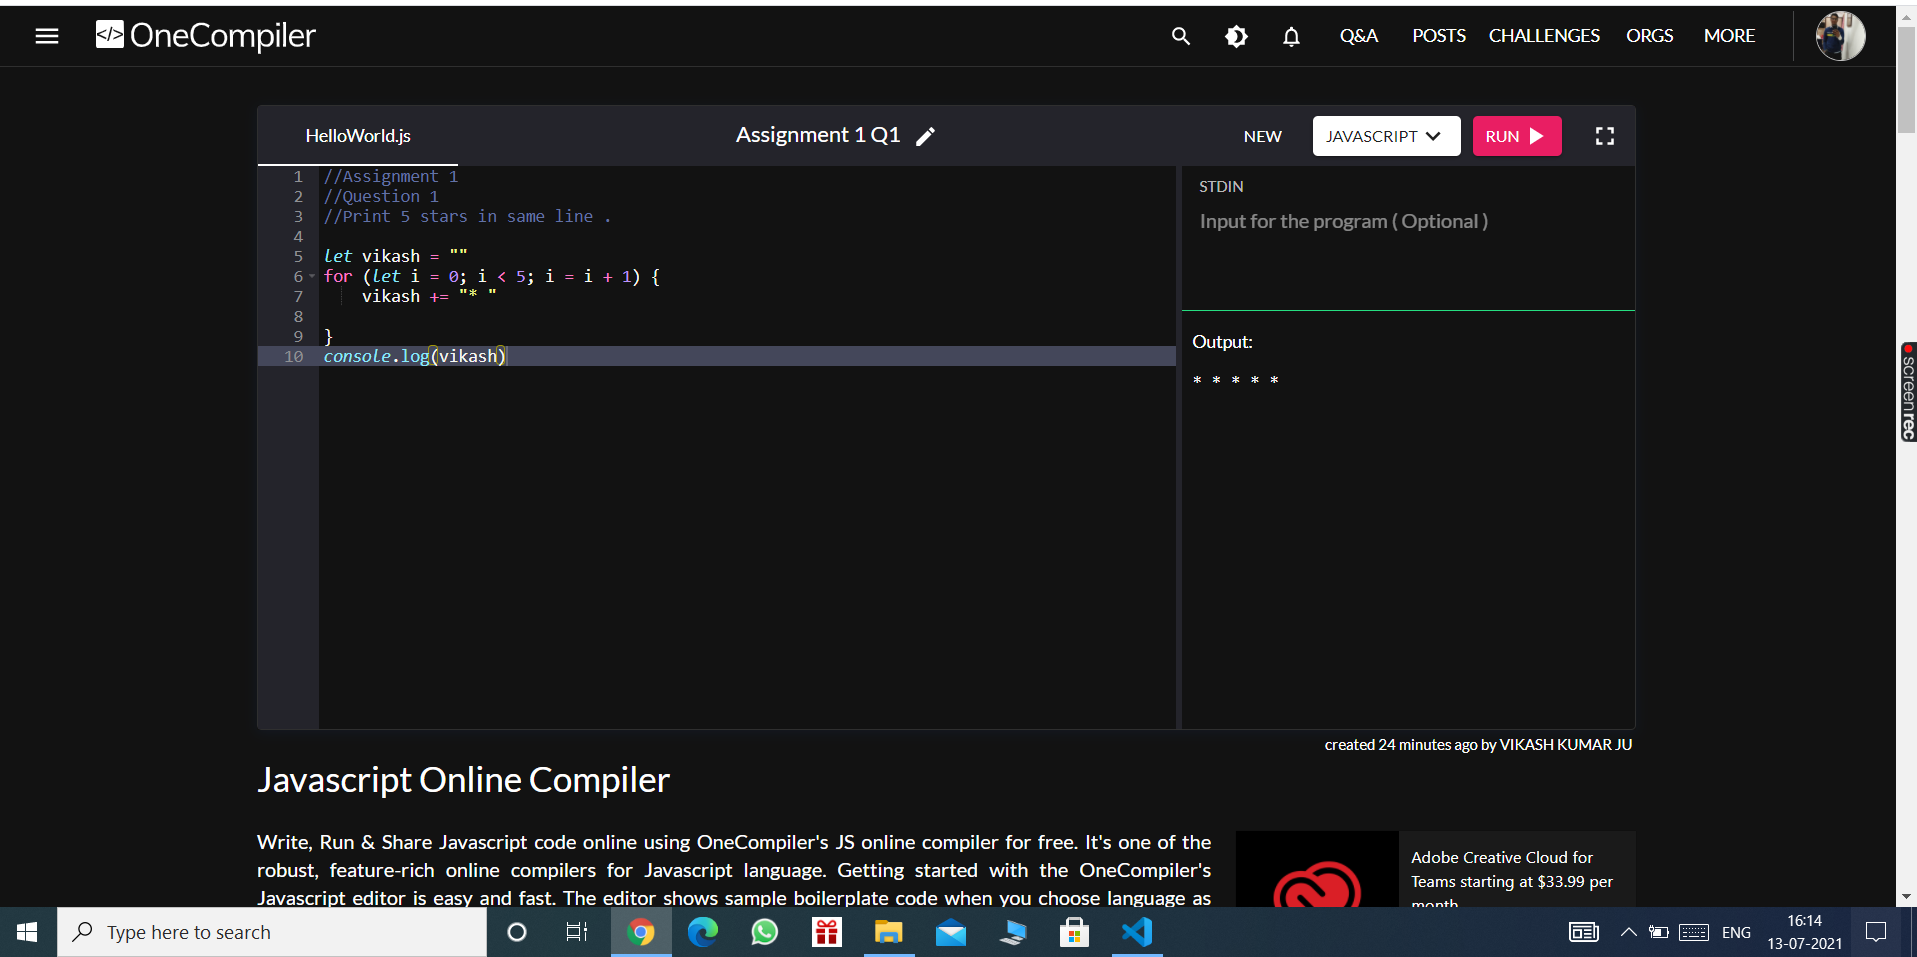 </> OneCompiler
Q&A POSTS CHALLENGES ORGS MORE
HelloWorld.js
Assignment 1 Q1
NEW
JAVASCRIPT
RUN
1 //Assignment 1
2 //Question 1
3 //Print 5 stars in same line .
4
5 let vikash = ""
6 for (let i = 0; i < 5; i = i + 1) {
7     vikash += "* "
8
9 }
10 console.log(vikash)
STDIN
Input for the program ( Optional )
Output:
* * * * *
created 24 minutes ago by VIKASH KUMAR JU
Javascript Online Compiler
Write, Run & Share Javascript code online using OneCompiler's JS online compiler for free. It's one of the
robust, feature-rich online compilers for Javascript language. Getting started with the OneCompiler's
Javascript editor is easy and fast. The editor shows sample boilerplate code when you choose language as
Adobe Creative Cloud for
Teams starting at $33.99 per
month
screenrec
Type here to search
ENG
16:14
13-07-2021